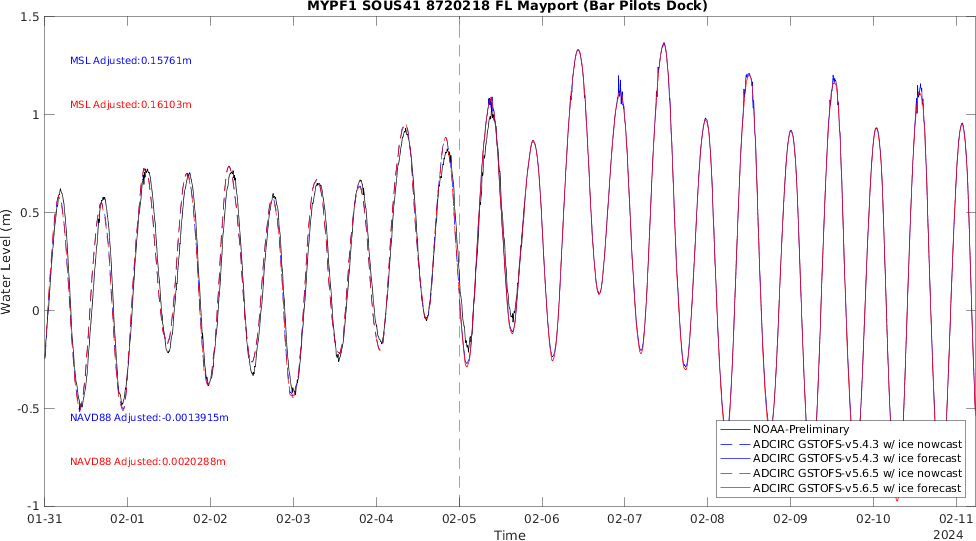 MYPF1 SOUS41 8720218 FL Mayport (Bar Pilots Dock)
1.5
MSL Adjusted:0.15761m
MSL Adjusted:0.16103m
1
0.5
Water Level (m)
0
-0.5
NAVD88 Adjusted:-0.0013915m
NOAA-Preliminary
ADCIRC GSTOFS-v5.4.3 w/ ice nowcast
ADCIRC GSTOFS-v5.4.3 w/ ice forecast
NAVD88 Adjusted:0.0020288m
ADCIRC GSTOFS-v5.6.5 w/ ice nowcast
ADCIRC GSTOFS-v5.6.5 w/ ice forecast
-1
01-31 02-01 02-02 02-03 02-04 02-05 02-06 02-07 02-08 02-09 02-10 02-11
Time 2024